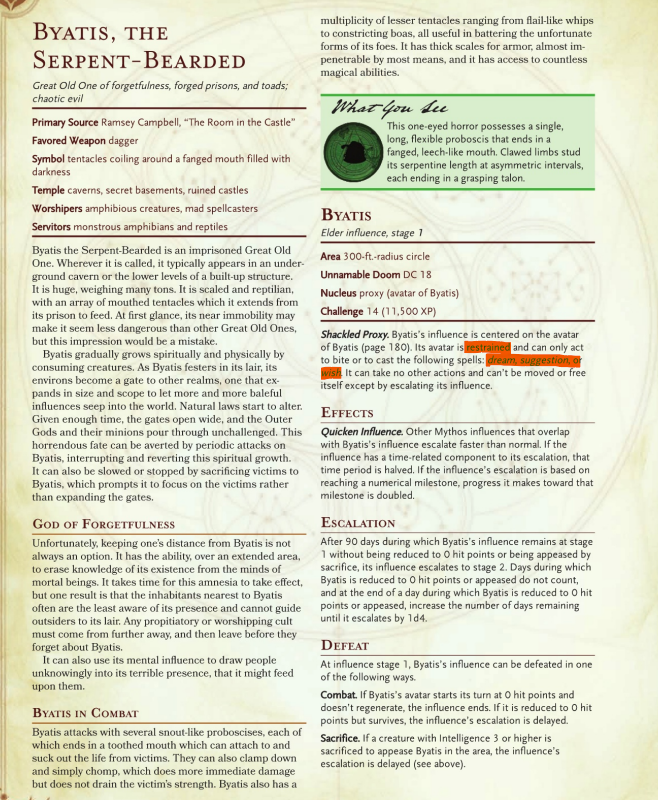 Byatis, the
Serpent-Bearded
Great Old One of forgetfulness, forged prisons, and toads;
chaotic evil
Primary Source Ramsey Campbell, “The Room in the Castle”
Favored Weapon dagger
Symbol tentacles coiling around a fanged mouth filled with
darkness
Temple caverns, secret basements, ruined castles
Worshipers amphibious creatures, mad spellcasters
Servitors monstrous amphibians and reptiles
Byatis the Serpent-Bearded is an imprisoned Great Old
One. Wherever it is called, it typically appears in under-
ground cavern or the lower levels of a built-up structure.
It is huge, weighing many tons. It is scaled and reptilian,
with an array of mouthed tentacles which it extends from
its prison to feed. At first glance, its near immobility may
make it seem less dangerous than other Great Old Ones,
but this impression would be a mistake.
Byatis gradually grows spiritually and physically by
consuming creatures. As Byatis festers in its lair, its
environs become a gate to other realms, one that ex-
pands in size and scope to let more and more baleful
influences seep into the world. Natural laws start to alter.
Given enough time, the gates open wide, and the Outer
Gods and their minions pour through unchallenged. This
horrendous fate can be averted by periodic attacks on
Byatis, interrupting and reverting this spiritual growth.
It can also be slowed or stopped by sacrificing victims to
Byatis, which prompts it to focus on the victims rather
than expanding the gates.
God of Forgetfulness
Unfortunately, keeping one's distance from Byatis is not
always an option. It has the ability, over an extended area,
to erase knowledge of its existence from the minds of
mortal beings. It takes time for this amnesia to take effect,
but one result is that the inhabitants nearest to Byatis
often are the least aware of its presence and cannot guide
outsiders to its lair. Any propitiatory or worshipping cult
must come from further away, and then leave before they
forget about Byatis.
It can also use its mental influence to draw people
unknowingly into its terrible presence, that it might feed
upon them.
Byatis in Combat
Byatis attacks with several snout-like proboscises, each of
which ends in a toothed mouth which can attach to and
suck out the life from victims. They can also clamp down
and simply chomp, which does more immediate damage
but does not drain the victim's strength. Byatis also has a
multiplicity of lesser tentacles ranging from flail-like whips
to constricting boas, all useful in battering the unfortunate
forms of its foes. It has thick scales for armor, almost im-
penetrable by most means, and it has access to countless
magical abilities.
What You See
This one-eyed horror possesses a single,
long, flexible proboscis that ends in a
fanged, leech-like mouth. Clawed limbs stud
its serpentine length at asymmetric intervals,
each ending in a grasping talon.
Byatis
Elder influence, stage 1
Area 300-ft.-radius circle
Unnamable Doom DC 18
Nucleus proxy (avatar of Byatis)
Challenge 14 (11,500 XP)
Shackled Proxy. Byatis's influence is centered on the avatar
of Byatis (page 180). Its avatar is restrained and can only act
to bite or to cast the following spells: dream, suggestion, or
wish. It can take no other actions and can't be moved or free
itself except by escalating its influence.
Effects
Quicken Influence. Other Mythos influences that overlap
with Byatis's influence escalate faster than normal. If the
influence has a time-related component to its escalation, that
time period is halved. If the influence's escalation is based on
reaching a numerical milestone, progress it makes toward that
milestone is doubled.
Escalation
After 90 days during which Byatis's influence remains at stage
1 without being reduced to 0 hit points or being appeased by
sacrifice, its influence escalates to stage 2. Days during which
Byatis is reduced to 0 hit points or appeased do not count,
and at the end of a day during which Byatis is reduced to 0 hit
points or appeased, increase the number of days remaining
until it escalates by 1d4.
Defeat
At influence stage 1, Byatis's influence can be defeated in one
of the following ways.
Combat. If Byatis's avatar starts its turn at 0 hit points and
doesn't regenerate, the influence ends. If it is reduced to 0 hit
points but survives, the influence's escalation is delayed.
Sacrifice. If a creature with Intelligence 3 or higher is
sacrificed to appease Byatis in the area, the influence's
escalation is delayed (see above).